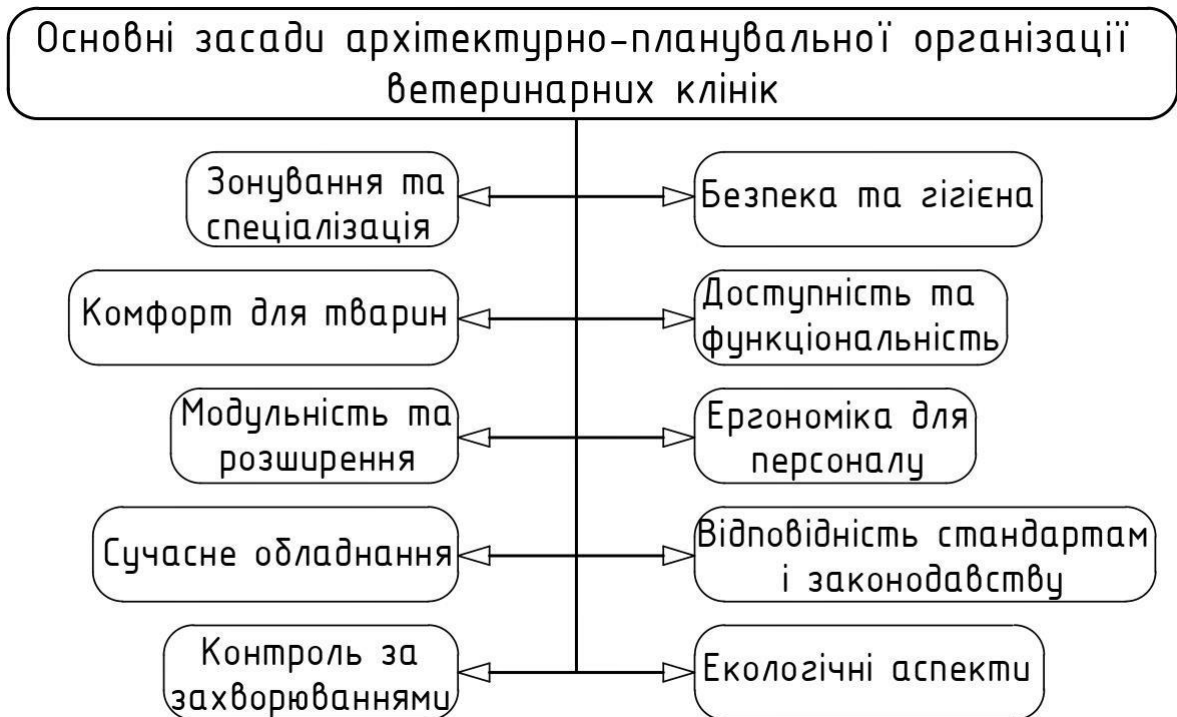 Основні засади архітектурно-планувальної організації
ветеринарних клінік
Зонування та
спеціалізація
Безпека та гігієна
Комфорт для тварин
Доступність та
функціональність
Модульність та
розширення
Ергономіка для
персоналу
Сучасне обладнання
Відповідність стандартам
і законодавству
Контроль за
захворюваннями
Екологічні аспекти